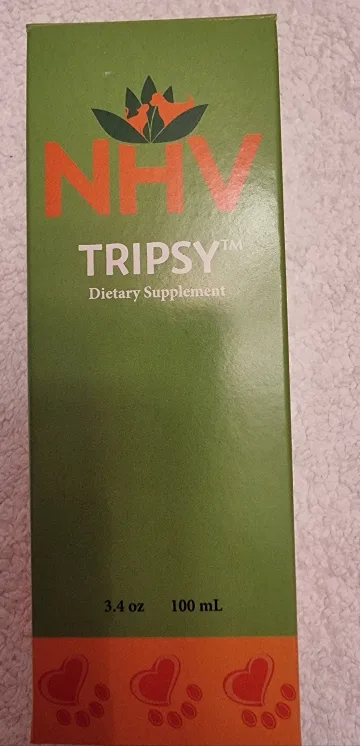 NHV
TRIPSY™
Dietary Supplement
3.4 oz 100 mL